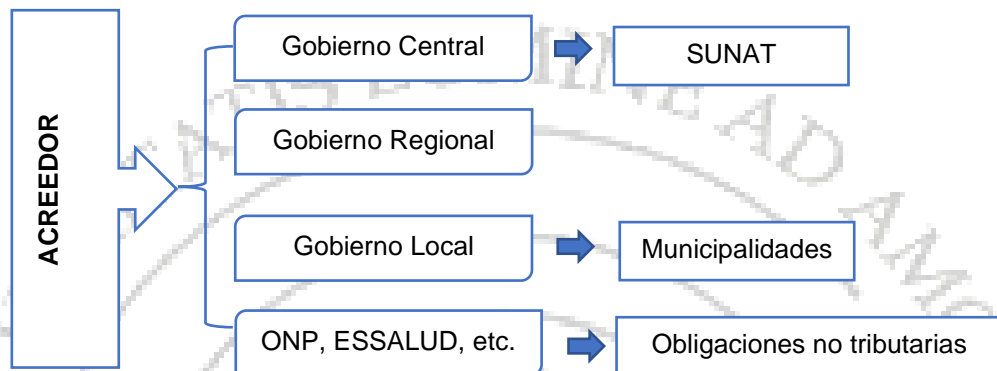 ACREEDOR
Gobierno Central
SUNAT
Gobierno Regional
Gobierno Local
Municipalidades
ONP, ESSALUD, etc.
Obligaciones no tributarias